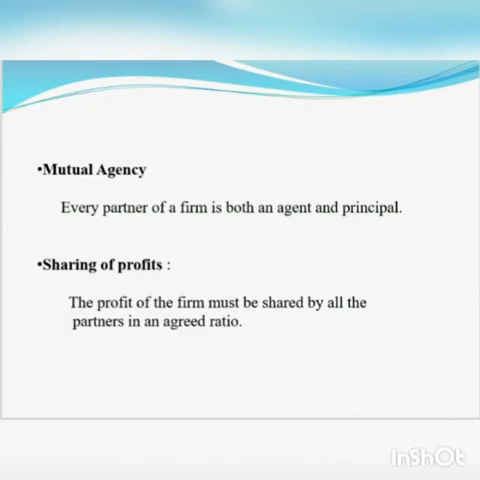 •Mutual Agency
Every partner of a firm is both an agent and principal.
•Sharing of profits :
The profit of the firm must be shared by all the
partners in an agreed ratio.
InShOt